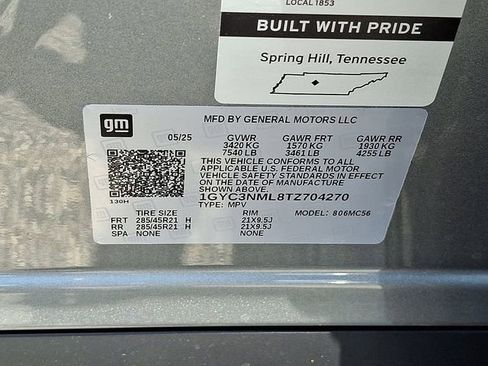 LOCAL 1853
BUILT WITH PRIDE
Spring Hill, Tennessee
gm
MFD BY GENERAL MOTORS LLC
05/25 GVWR GAWR FRT GAWR RR
3420 KG 1570 KG 1930 KG
7540 LB 3461 LB 4255 LB
THIS VEHICLE CONFORMS TO ALL
APPLICABLE U.S. FEDERAL MOTOR
VEHICLE SAFETY STANDARDS IN EFFECT
ON THE DATE OF MANUFACTURE SHOWN ABOVE.
1GYC3NML8TZ704270
130H TYPE: MPV MODEL: 806MC56
TIRE SIZE RIM
FRT 285/45R21 H 21X9.5J
RR 285/45R21 H 21X9.5J
SPA NONE NONE